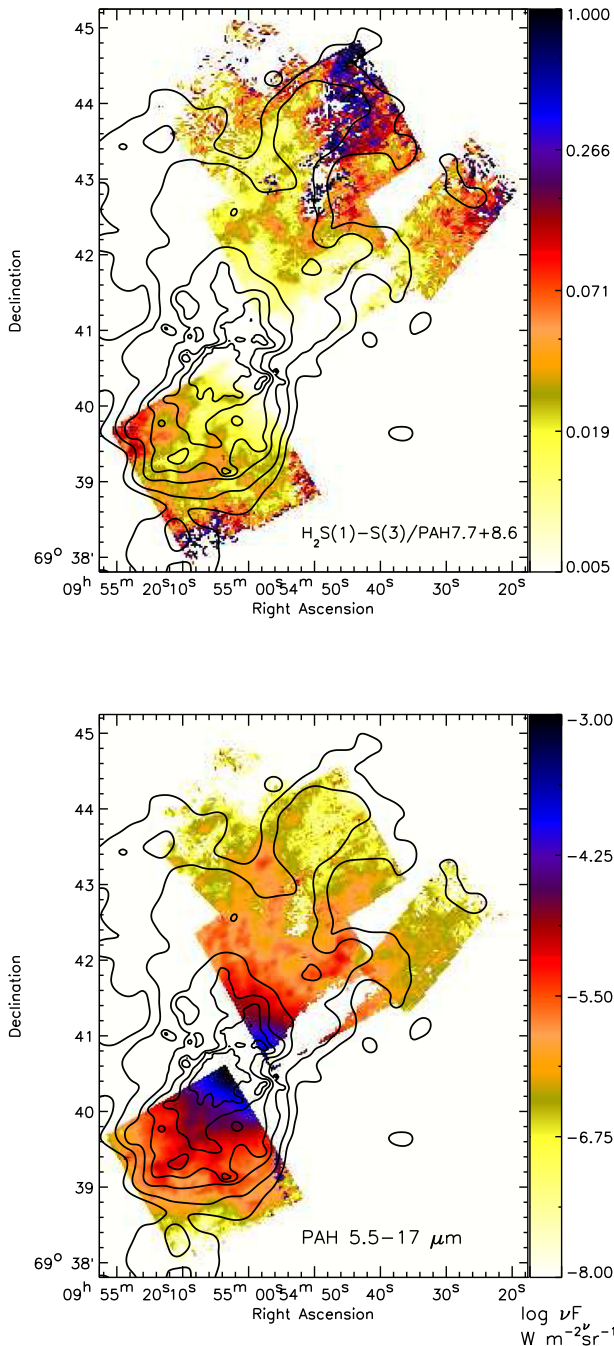 45
44
43
42
41
40
39
69° 38'
Declination
09ʰ 55ᵐ 20ˢ 10ˢ 55ᵐ 00ˢ 54ᵐ 50ˢ 40ˢ 30ˢ 20ˢ
Right Ascension
H₂S(1)−S(3)/PAH7.7+8.6
1.000
0.266
0.071
0.019
0.005
45
44
43
42
41
40
39
69° 38'
Declination
09ʰ 55ᵐ 20ˢ 10ˢ 55ᵐ 00ˢ 54ᵐ 50ˢ 40ˢ 30ˢ 20ˢ
Right Ascension
PAH 5.5−17 μm
−3.00
−4.25
−5.50
−6.75
−8.00
log νFν
W m⁻²sr⁻¹